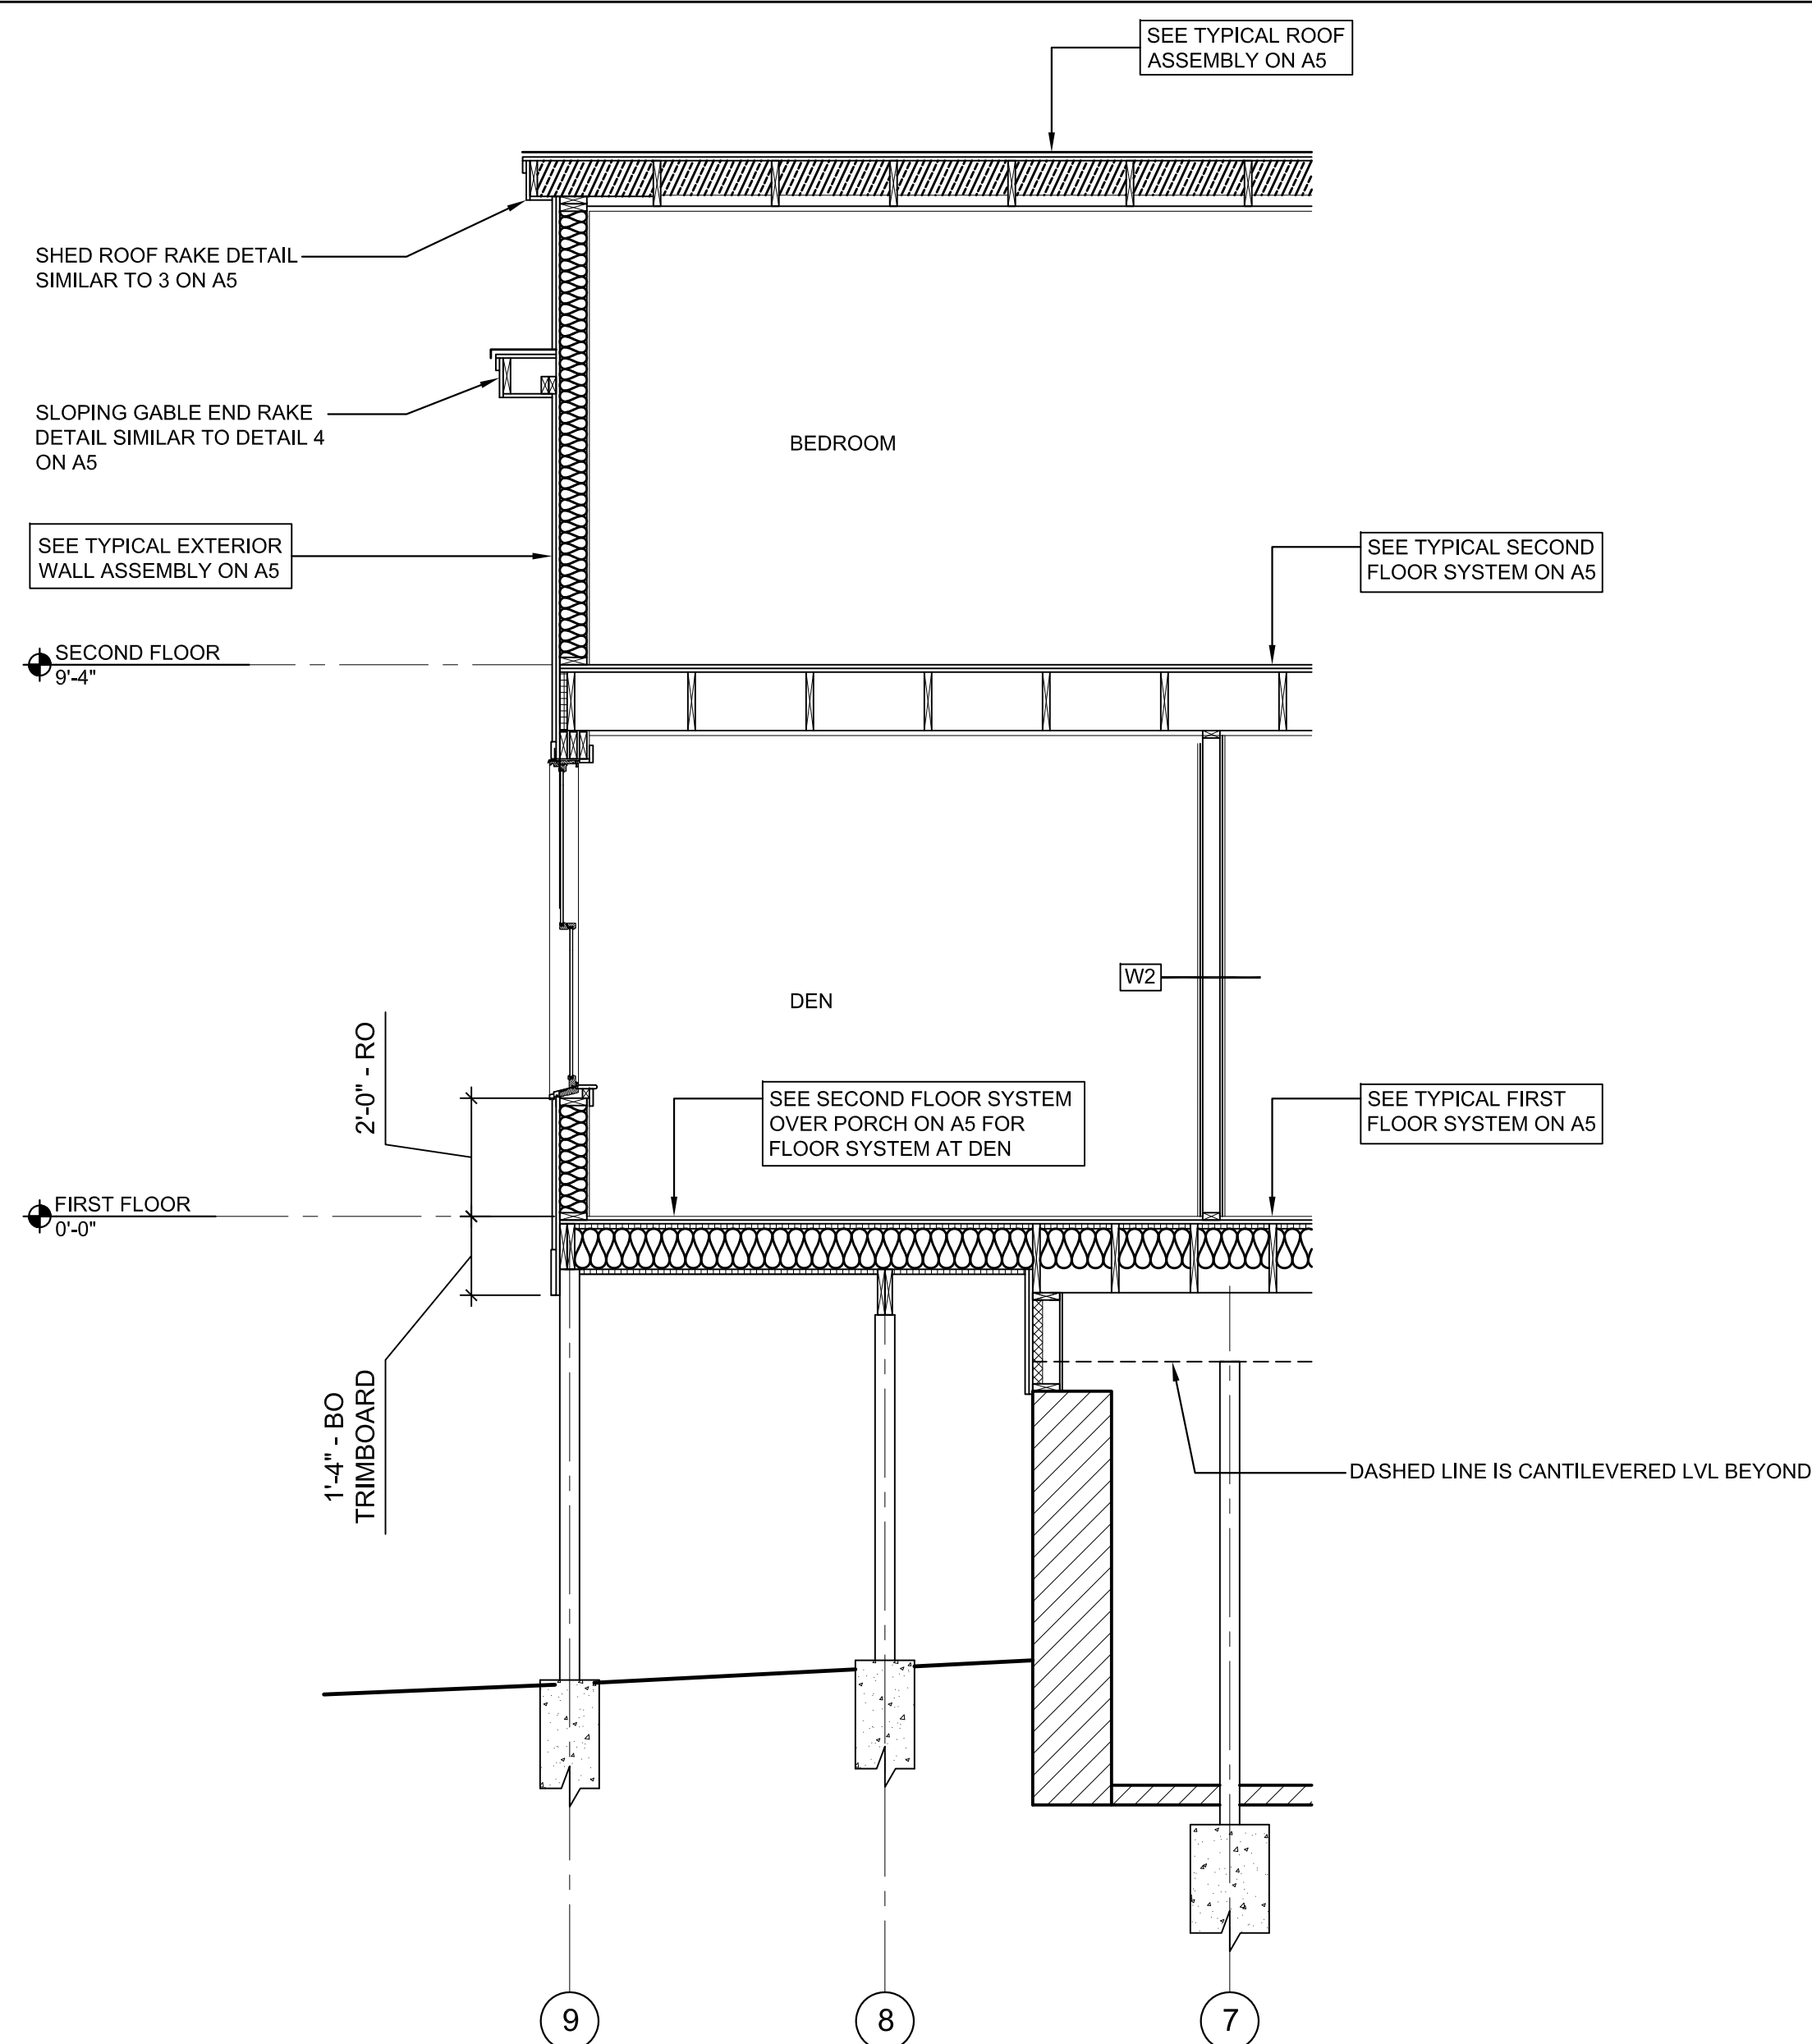 SEE TYPICAL ROOF
ASSEMBLY ON A5
SHED ROOF RAKE DETAIL
SIMILAR TO 3 ON A5
SLOPING GABLE END RAKE
DETAIL SIMILAR TO DETAIL 4
ON A5
BEDROOM
SEE TYPICAL EXTERIOR
WALL ASSEMBLY ON A5
SEE TYPICAL SECOND
FLOOR SYSTEM ON A5
SECOND FLOOR
9'-4"
W2
DEN
2'-0" - RO
SEE SECOND FLOOR SYSTEM
OVER PORCH ON A5 FOR
FLOOR SYSTEM AT DEN
SEE TYPICAL FIRST
FLOOR SYSTEM ON A5
FIRST FLOOR
0'-0"
1'-4" - BO
TRIMBOARD
DASHED LINE IS CANTILEVERED LVL BEYOND
9
8
7